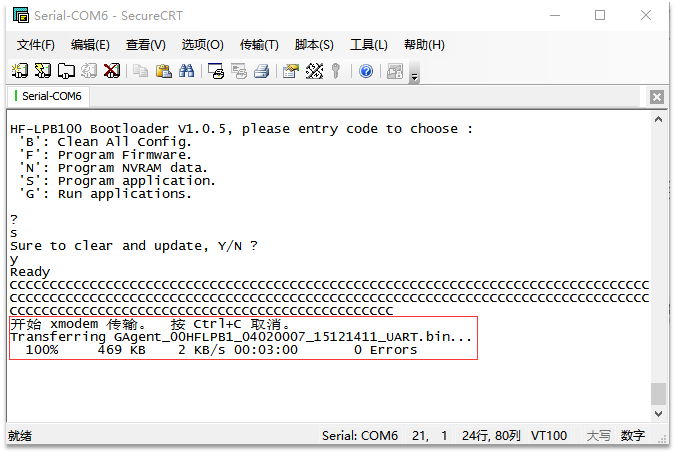 Serial-COM6 - SecureCRT
文件(F) 编辑(E) 查看(V) 选项(O) 传输(T) 脚本(S) 工具(L) 帮助(H)
Serial-COM6
HF-LPB100 Bootloader V1.0.5, please entry code to choose :
'B': Clean All Config.
'F': Program Firmware.
'N': Program NVRAM data.
'S': Program application.
'G': Run applications.
?
s
Sure to clear and update, Y/N ?
y
Ready
CCCCCCCCCCCCCCCCCCCCCCCCCCCCCCCCCCCCCCCCCCCCCCCCCCCCCCCCCCCCCCCCCCCCCCCCCCCCCCCC
CCCCCCCCCCCCCCCCCCCCCCCCCCCCCCCCCCCCCCCCCCCCCCCCCCCCCCCCCCCCCCCCCCCCCCCCCCCCCCCC
CCCCCCCCCCCCCCCCCCCCCCCCCCCCCCCCCCCCCCCCCCCCCCCC
开始 xmodem 传输。 按 Ctrl+C 取消。
Transferring GAgent_00HFLPB1_04020007_15121411_UART.bin...
100% 469 KB 2 KB/s 00:03:00 0 Errors
就绪 Serial: COM6 21, 1 24行, 80列 VT100 大写 数字